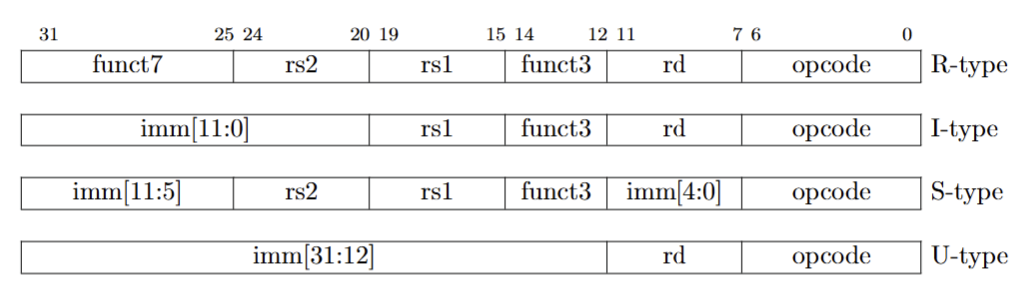 31 25 24 20 19 15 14 12 11 7 6 0
funct7 rs2 rs1 funct3 rd opcode R-type
imm[11:0] rs1 funct3 rd opcode I-type
imm[11:5] rs2 rs1 funct3 imm[4:0] opcode S-type
imm[31:12] rd opcode U-type